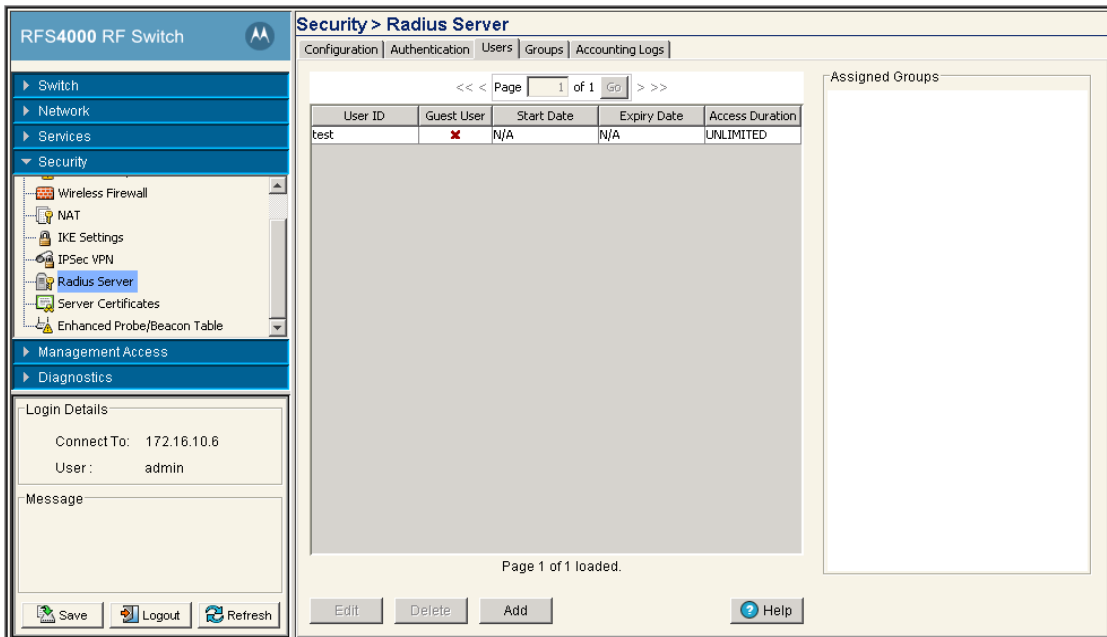 RFS4000 RF Switch
Switch
Network
Services
Security
Wireless Firewall
NAT
IKE Settings
IPSec VPN
Radius Server
Server Certificates
Enhanced Probe/Beacon Table
Management Access
Diagnostics
Login Details
Connect To: 172.16.10.6
User : admin
Message
Save Logout Refresh
Security > Radius Server
Configuration Authentication Users Groups Accounting Logs
<< < Page 1 of 1 Go > >>
User ID Guest User Start Date Expiry Date Access Duration
test N/A N/A UNLIMITED
Page 1 of 1 loaded.
Edit Delete Add Help
Assigned Groups